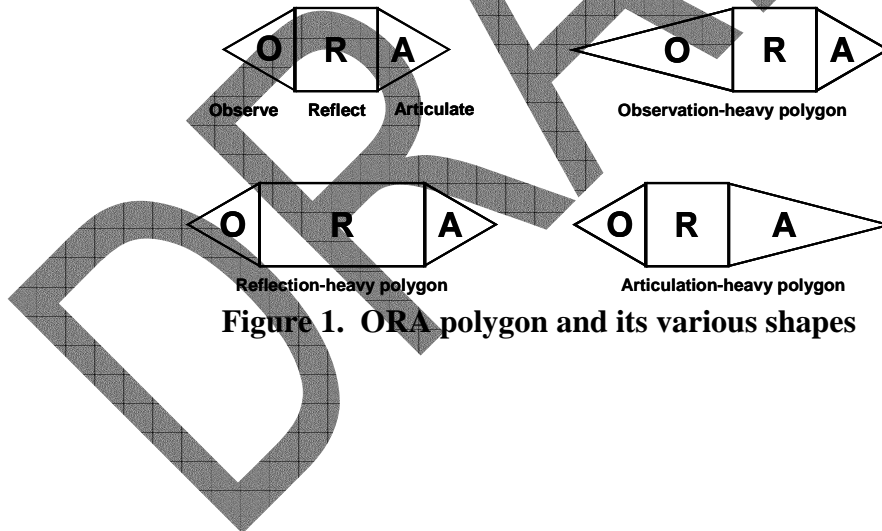 O R A
O R A
Observe Reflect Articulate
Observation-heavy polygon
O R A
O R A
Reflection-heavy polygon
Articulation-heavy polygon
Figure 1. ORA polygon and its various shapes
DRA